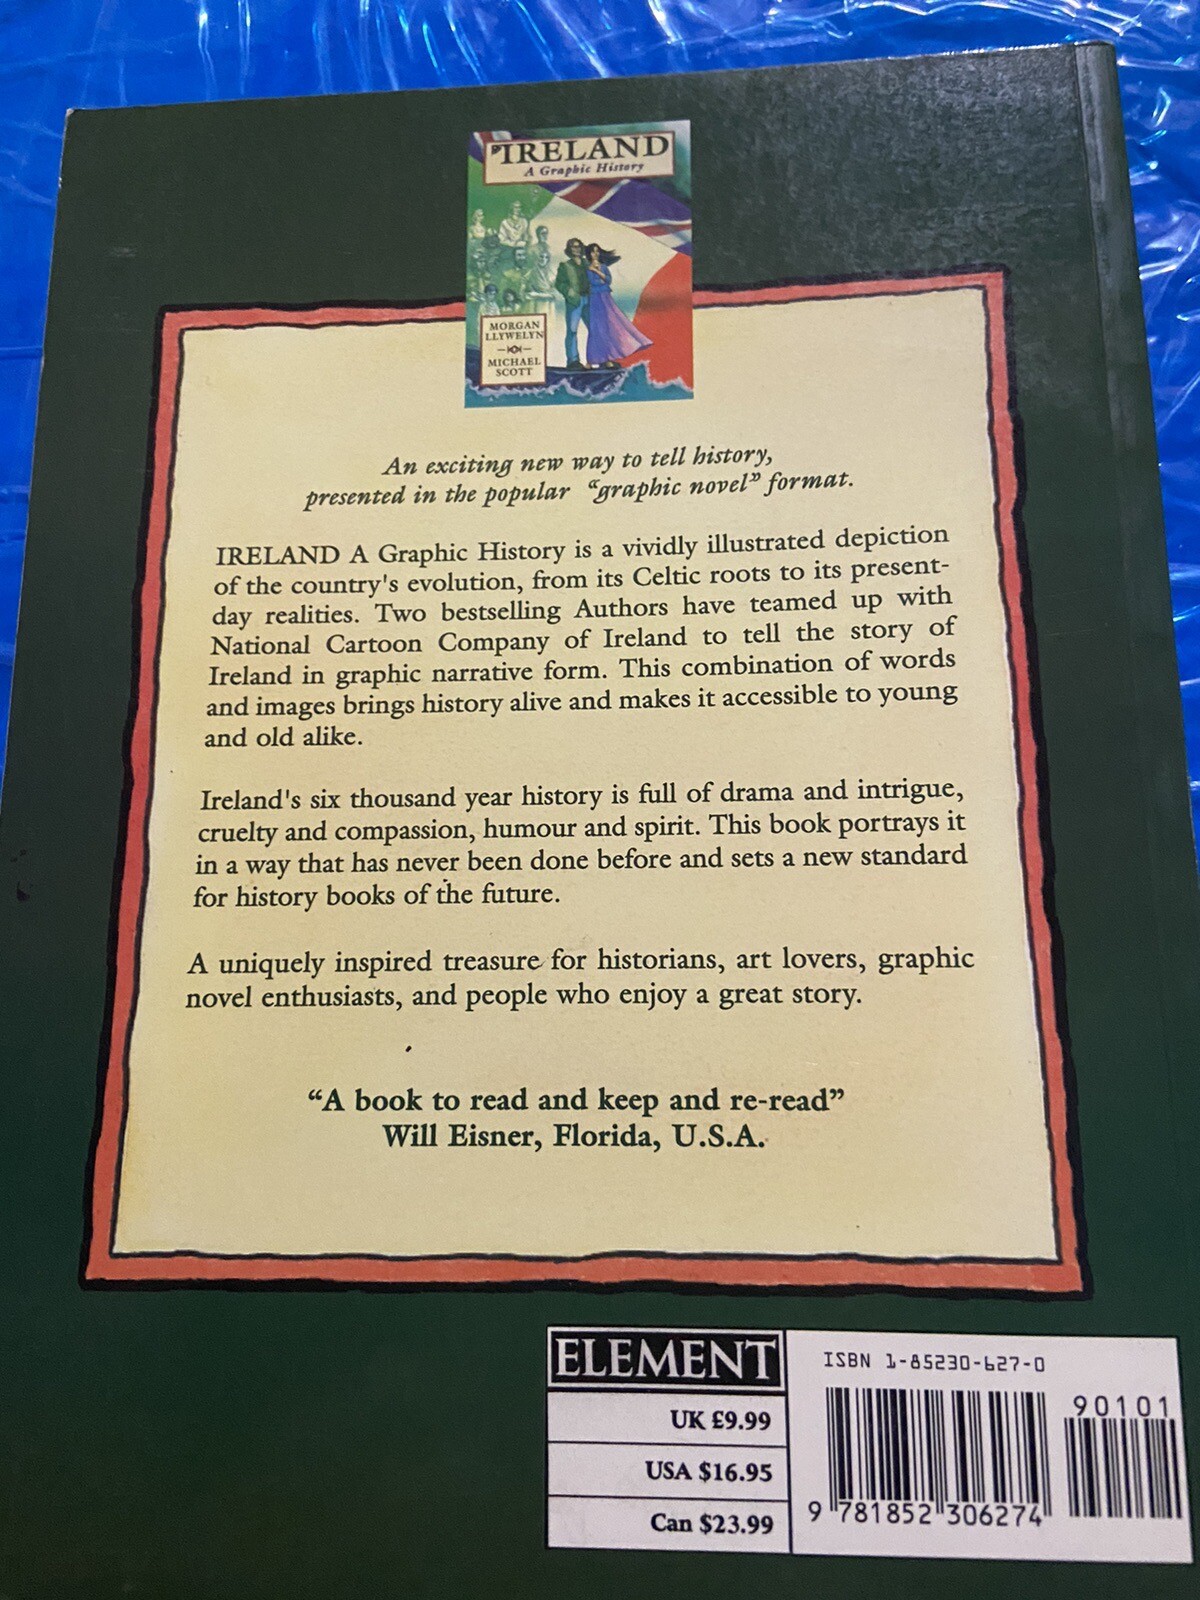 IRELAND
A Graphic History
MORGAN
LLYWELYN
MICHAEL
SCOTT
An exciting new way to tell history,
presented in the popular “graphic novel” format.
IRELAND A Graphic History is a vividly illustrated depiction
of the country's evolution, from its Celtic roots to its present-
day realities. Two bestselling Authors have teamed up with
National Cartoon Company of Ireland to tell the story of
Ireland in graphic narrative form. This combination of words
and images brings history alive and makes it accessible to young
and old alike.
Ireland's six thousand year history is full of drama and intrigue,
cruelty and compassion, humour and spirit. This book portrays it
in a way that has never been done before and sets a new standard
for history books of the future.
A uniquely inspired treasure for historians, art lovers, graphic
novel enthusiasts, and people who enjoy a great story.
“A book to read and keep and re-read”
Will Eisner, Florida, U.S.A.
ELEMENT
UK £9.99
USA $16.95
Can $23.99
ISBN 1-85230-627-0
90101
9 781852 306274